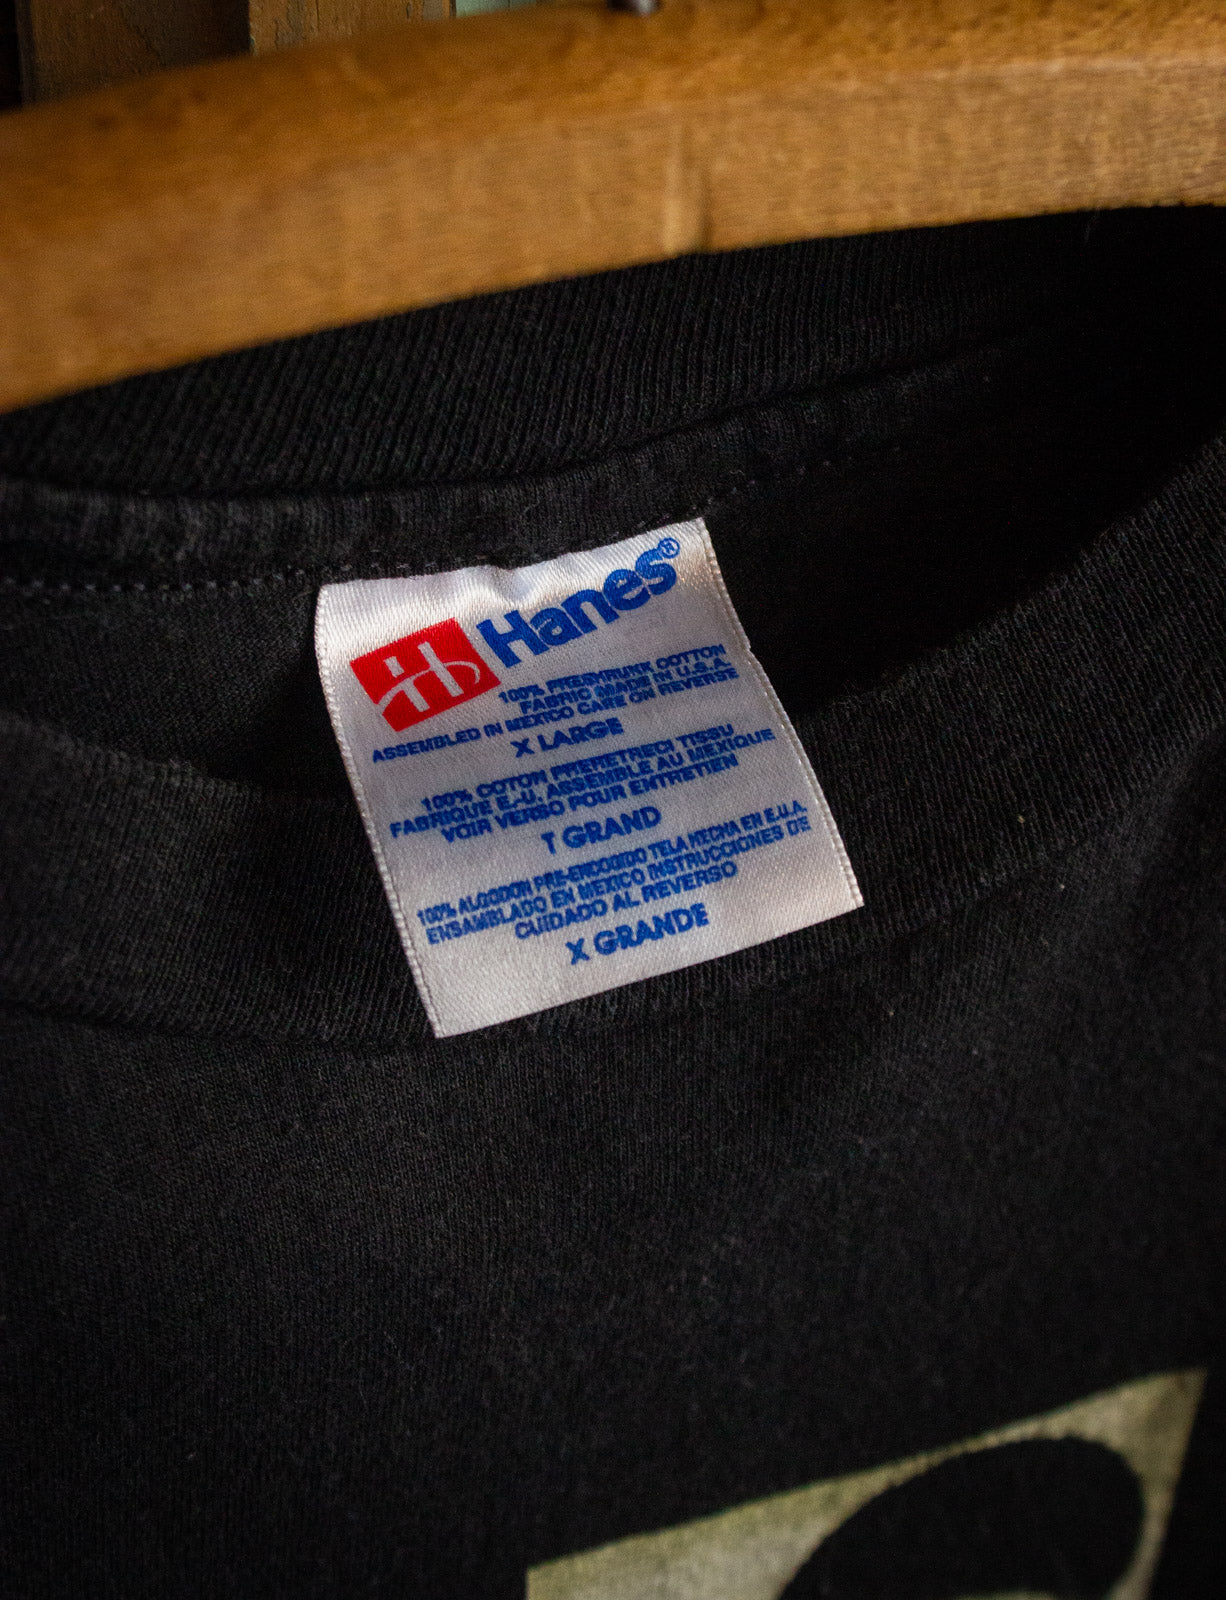 Hanes®
100% PRESHRUNK COTTON
FABRIC MADE IN U.S.A.
ASSEMBLED IN MEXICO CARE ON REVERSE
X LARGE
100% COTON PRERETRECI TISSU
FABRIQUE E.-U. ASSEMBLE AU MEXIQUE
VOIR VERSO POUR ENTRETIEN
T GRAND
100% ALGODON PRE-ENCOGIDO TELA HECHA EN E.U.A.
ENSAMBLADO EN MEXICO INSTRUCCIONES DE
CUIDADO AL REVERSO
X GRANDE